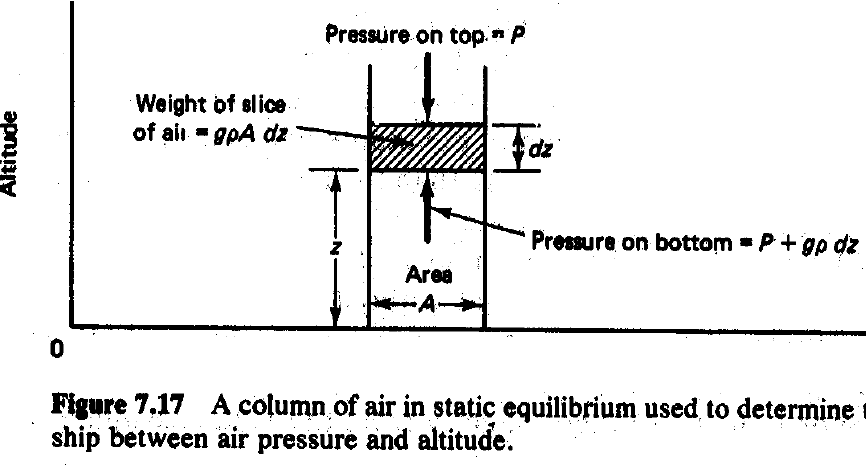 Pressure on top = P
Weight of slice
of air = gρA dz
dz
Altitude
z
Pressure on bottom = P + gρ dz
Area
A
0
Figure 7.17 A column of air in static equilibrium used to determine t
ship between air pressure and altitude.